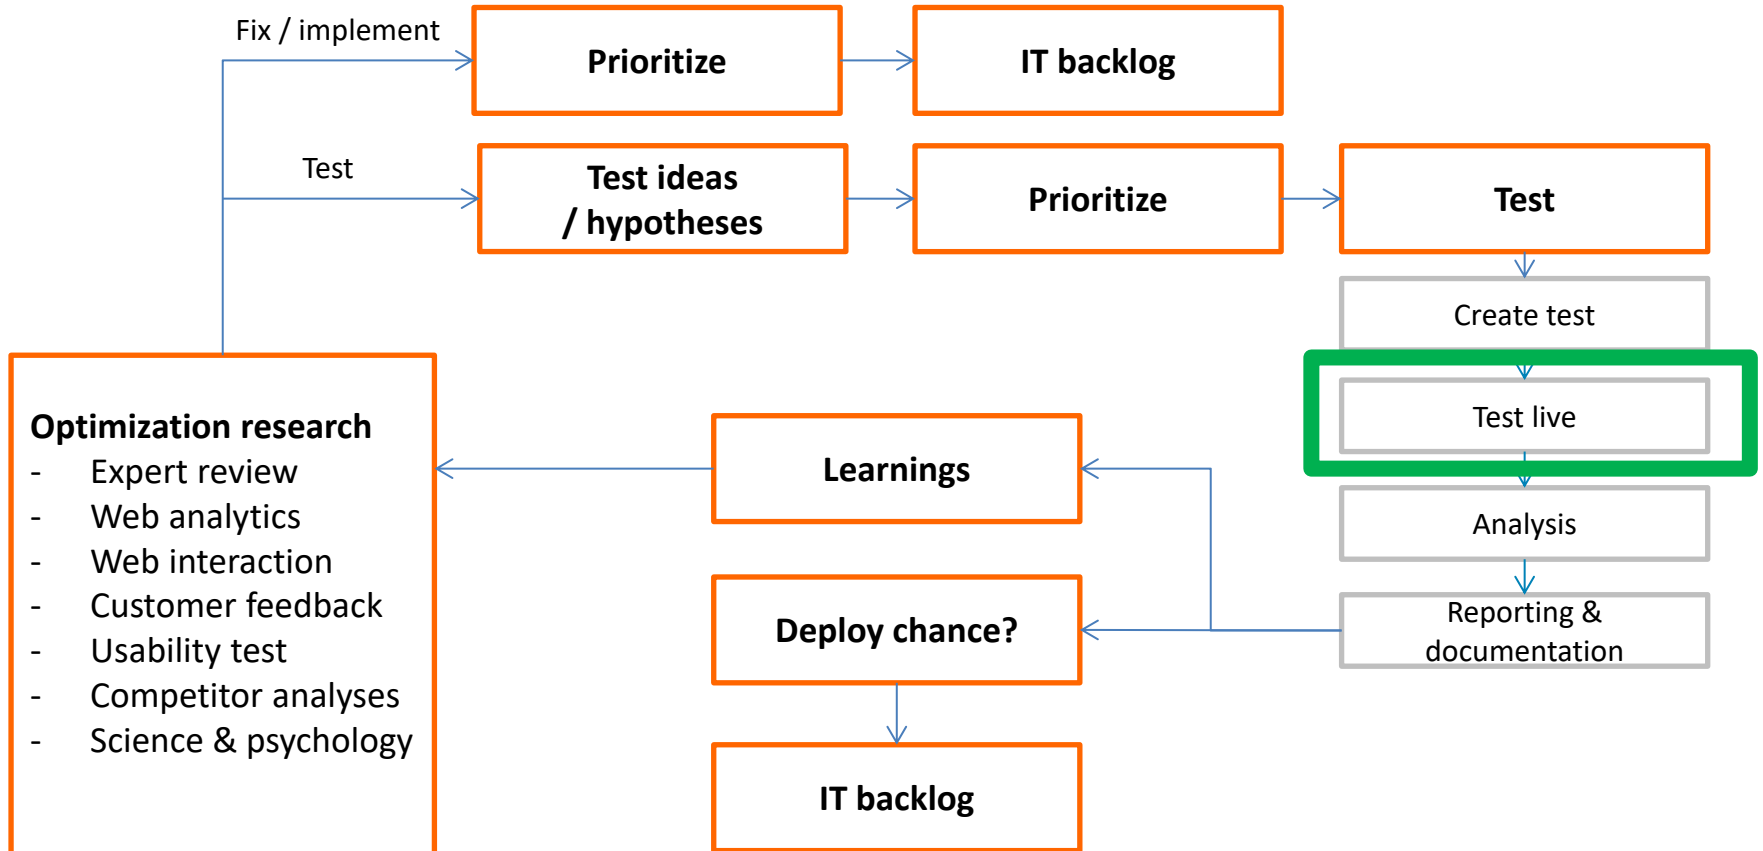 Fix / implement
Prioritize
IT backlog
Test
Test ideas
/ hypotheses
Prioritize
Test
Create test
Test live
Analysis
Reporting &
documentation
Learnings
Deploy chance?
IT backlog
Optimization research
- Expert review
- Web analytics
- Web interaction
- Customer feedback
- Usability test
- Competitor analyses
- Science & psychology